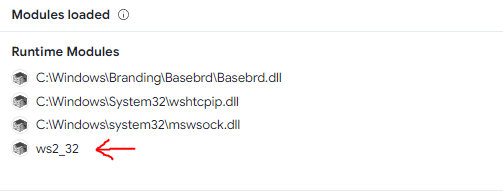 Modules loaded
Runtime Modules
C:\Windows\Branding\Basebrd\Basebrd.dll
C:\Windows\System32\wshtcpip.dll
C:\Windows\system32\mswsock.dll
ws2_32